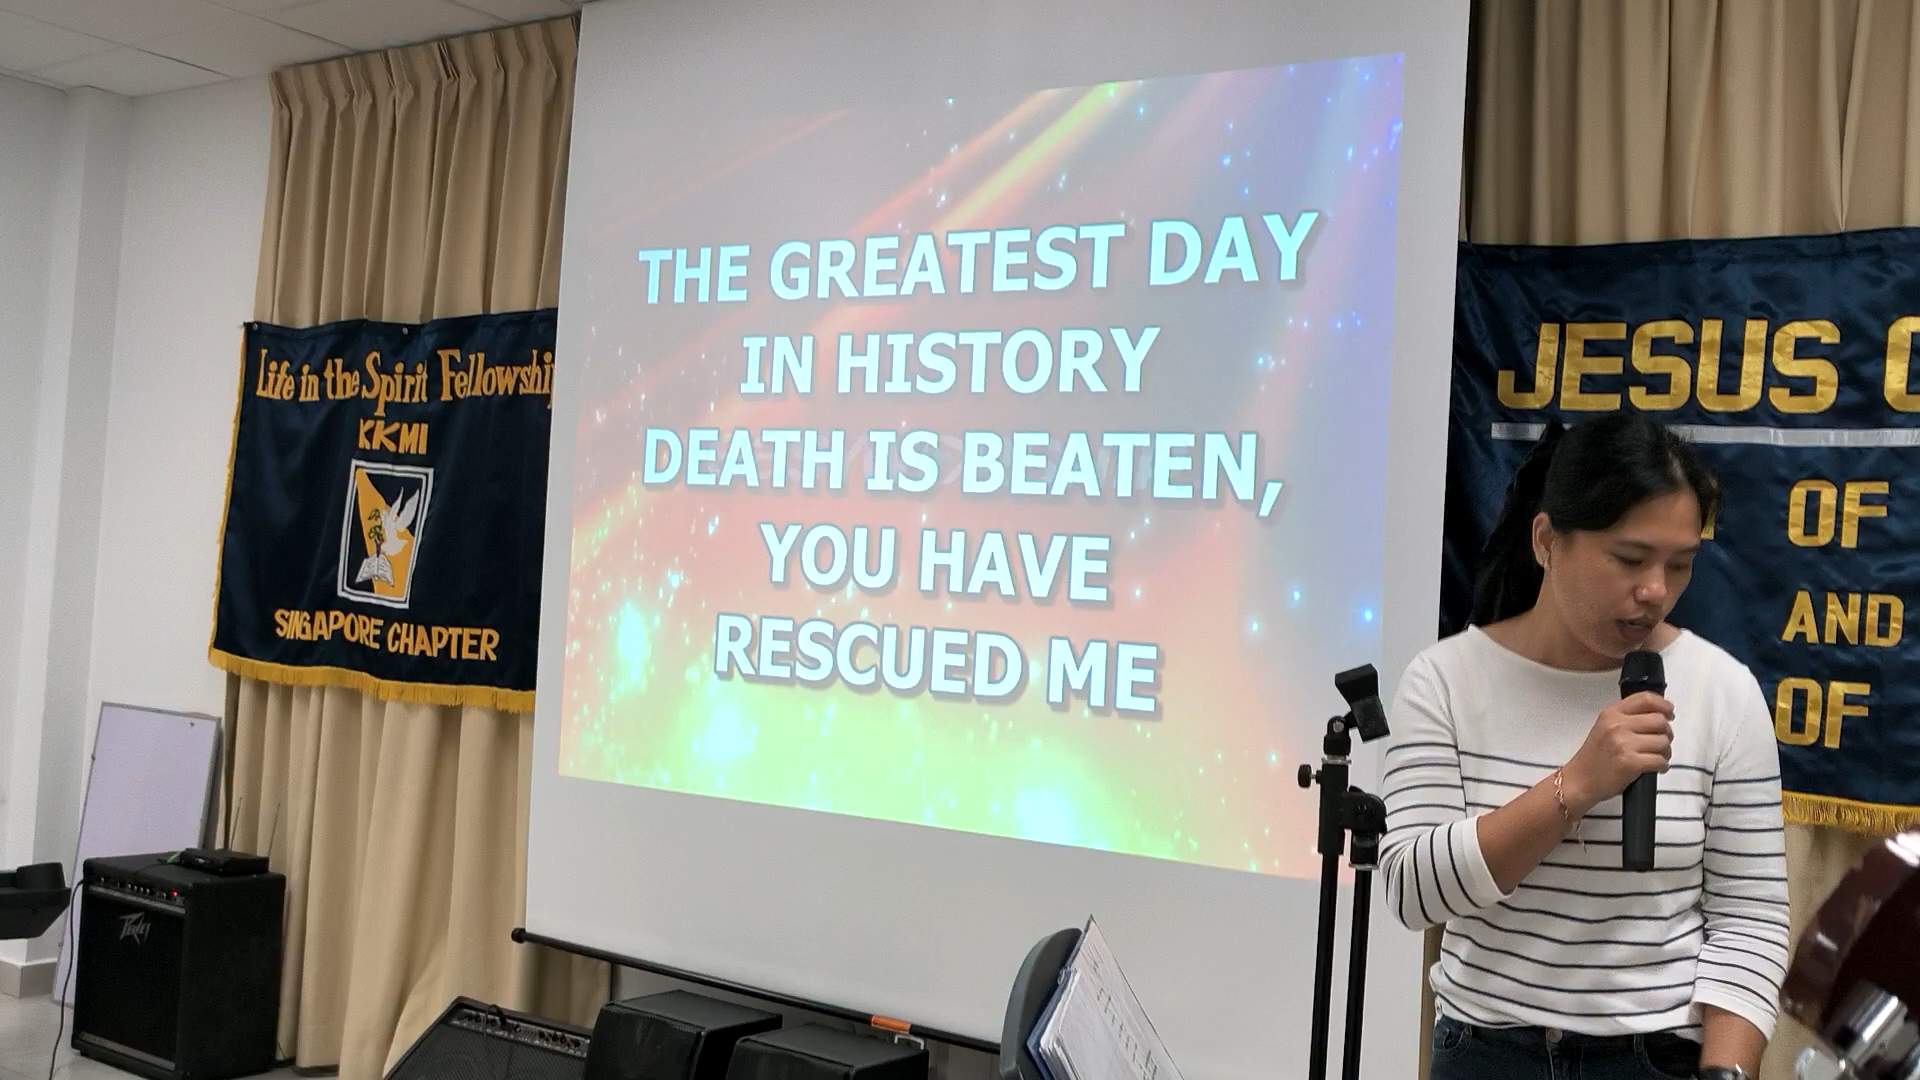 Life in the Spirit Fellowshi
KKMI
SINGAPORE CHAPTER
THE GREATEST DAY
IN HISTORY
DEATH IS BEATEN,
YOU HAVE
RESCUED ME
JESUS
OF
AND
OF
PEAVEY